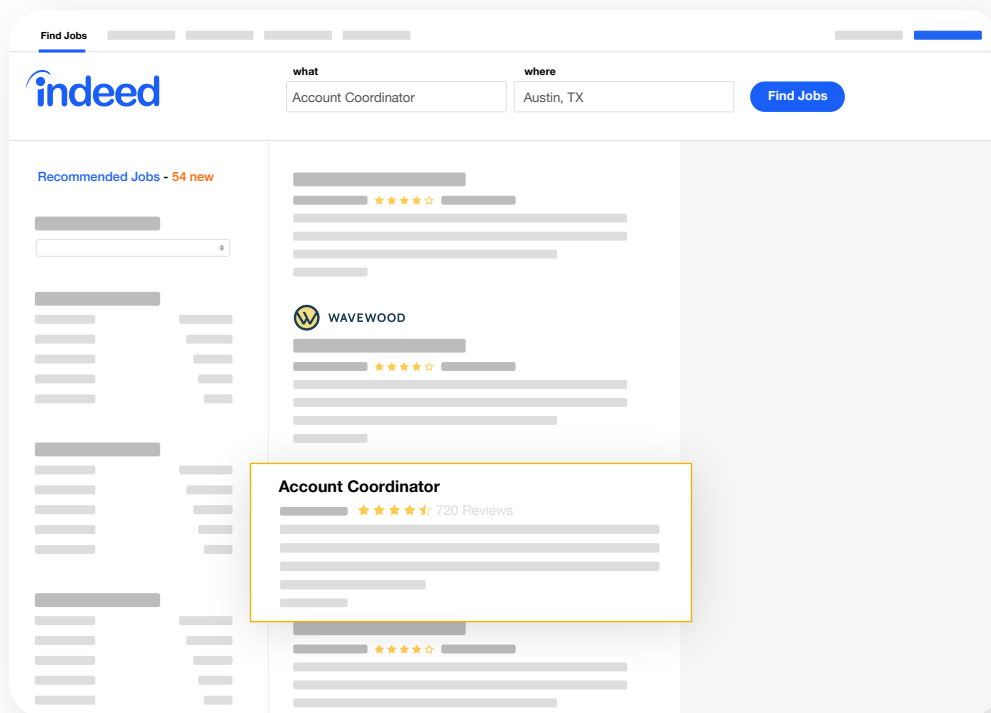 Find Jobs
indeed
what
where
Account Coordinator
Austin, TX
Find Jobs
Recommended Jobs - 54 new
WAVEWOOD
Account Coordinator
720 Reviews